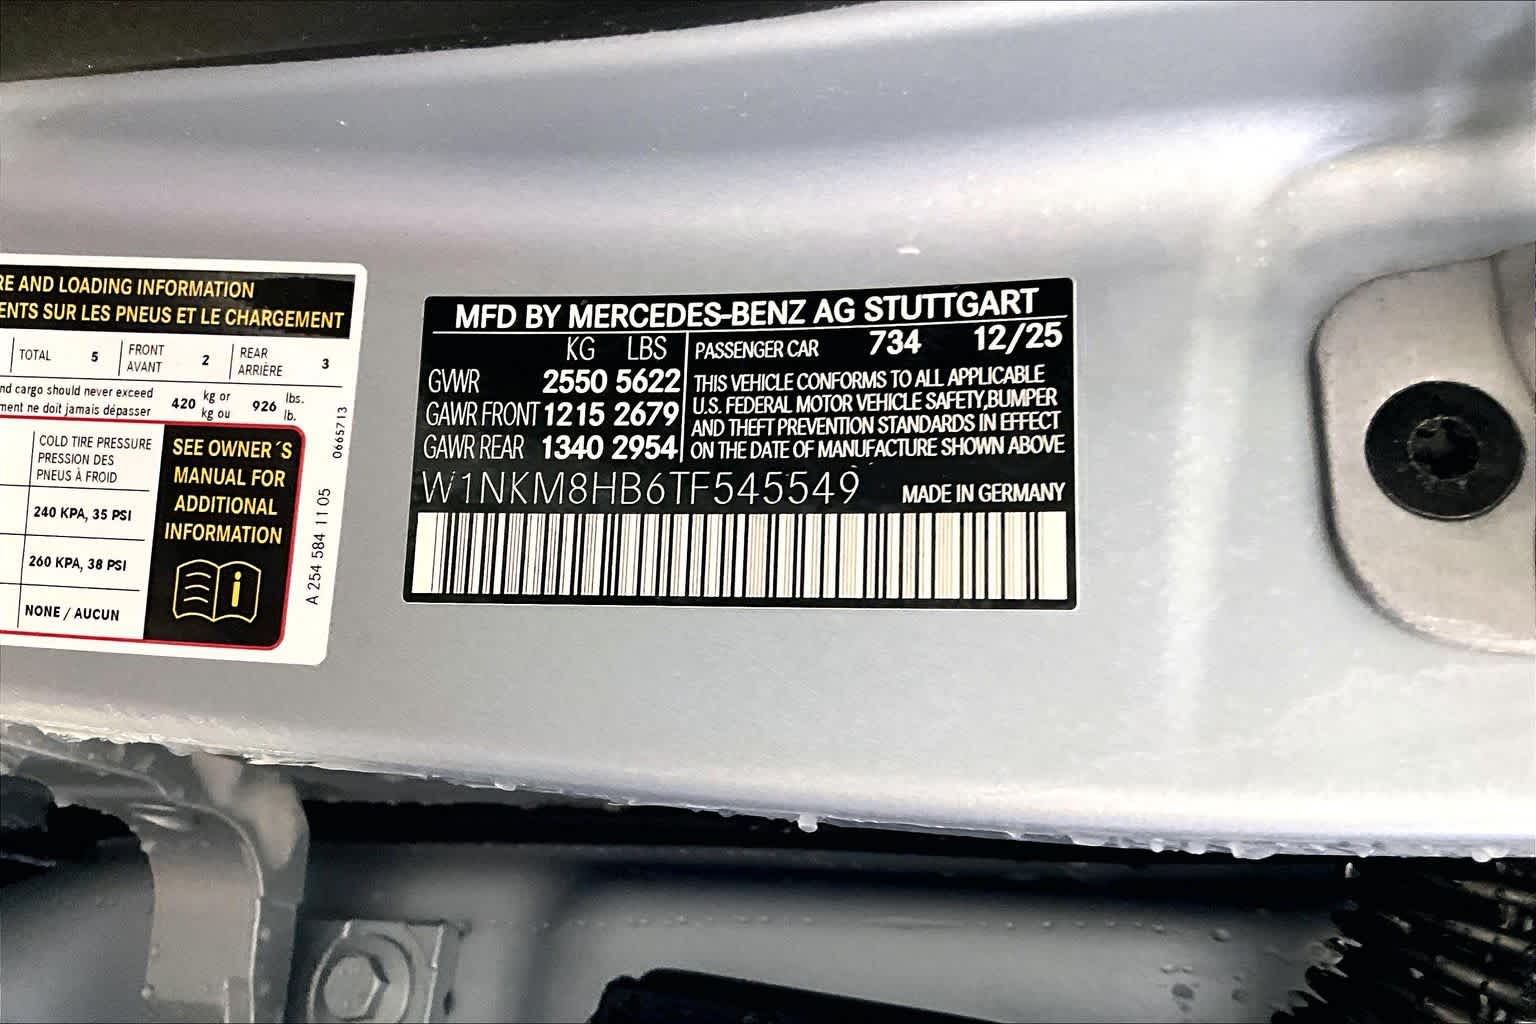 RE AND LOADING INFORMATION
ENTS SUR LES PNEUS ET LE CHARGEMENT
TOTAL 5 FRONT AVANT 2 REAR ARRIÈRE 3
nd cargo should never exceed
ment ne doit jamais dépasser
420 kg or kg ou 926 lbs. lb.
COLD TIRE PRESSURE
PRESSION DES
PNEUS À FROID
240 KPA, 35 PSI
260 KPA, 38 PSI
NONE / AUCUN
SEE OWNER´S
MANUAL FOR
ADDITIONAL
INFORMATION
i
A 254 584 11 05
0665713
MFD BY MERCEDES-BENZ AG STUTTGART
KG LBS
GVWR 2550 5622
GAWR FRONT 1215 2679
GAWR REAR 1340 2954
PASSENGER CAR 734 12/25
THIS VEHICLE CONFORMS TO ALL APPLICABLE
U.S. FEDERAL MOTOR VEHICLE SAFETY,BUMPER
AND THEFT PREVENTION STANDARDS IN EFFECT
ON THE DATE OF MANUFACTURE SHOWN ABOVE
W1NKM8HB6TF545549 MADE IN GERMANY